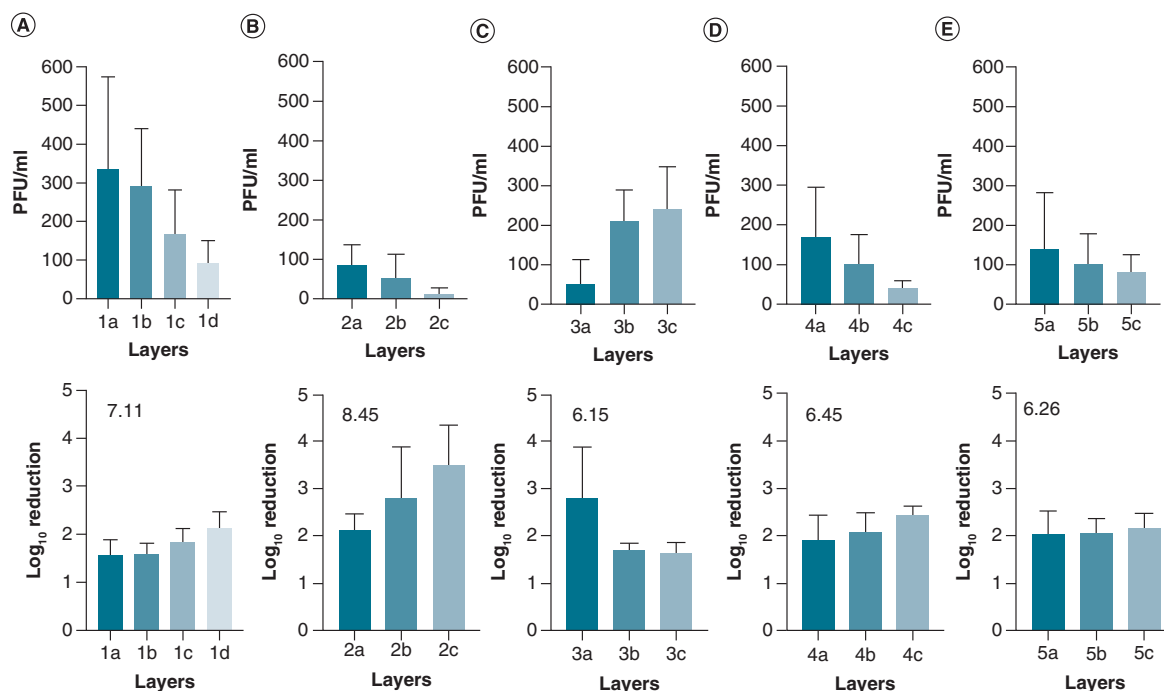 A
PFU/ml
600
500
400
300
200
100
0
1a 1b 1c 1d
Layers
B
600
500
400
300
200
100
0
2a 2b 2c
Layers
C
PFU/ml
600
500
400
300
200
100
0
3a 3b 3c
Layers
D
PFU/ml
600
500
400
300
200
100
0
4a 4b 4c
Layers
E
PFU/ml
600
500
400
300
200
100
0
5a 5b 5c
Layers
Log10 reduction
5
4
3
2
1
0
7.11
1a 1b 1c 1d
Layers
Log10 reduction
5
4
3
2
1
0
8.45
2a 2b 2c
Layers
Log10 reduction
5
4
3
2
1
0
6.15
3a 3b 3c
Layers
Log10 reduction
5
4
3
2
1
0
6.45
4a 4b 4c
Layers
Log10 reduction
5
4
3
2
1
0
6.26
5a 5b 5c
Layers